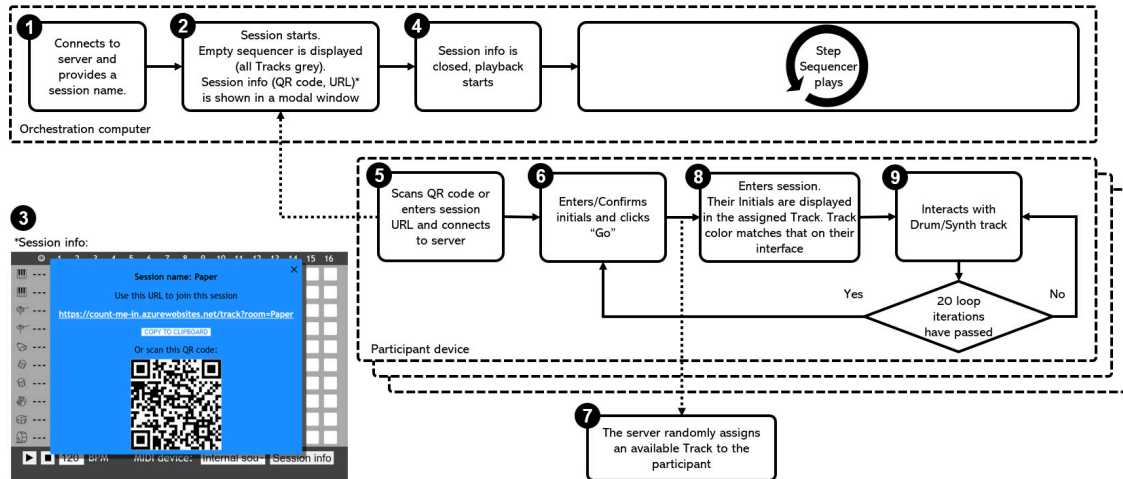 1
Connects to
server and
provides a
session name.
2
Session starts.
Empty sequencer is displayed
(all Tracks grey).
Session info (QR code, URL)*
is shown in a modal window
4
Session info is
closed, playback
starts
Step
Sequencer
plays
Orchestration computer
5
Scans QR code or
enters session
URL and connects
to server
6
Enters/Confirms
initials and clicks
“Go”
8
Enters session.
Their Initials are displayed
in the assigned Track. Track
color matches that on their
interface
9
Interacts with
Drum/Synth track
Yes
No
20 loop
iterations
have passed
Participant device
7
The server randomly assigns
an available Track to the
participant
3
*Session info:
1 2 3 4 5 6 7 8 9 10 11 12 13 14 15 16
Session name: Paper
Use this URL to join this session
https://count-me-in.azurewebsites.net/track?room=Paper
COPY TO CLIPBOARD
Or scan this QR code:
---
---
---
---
---
---
---
---
---
---
120 BPM MIDI device: Internal sou Session info